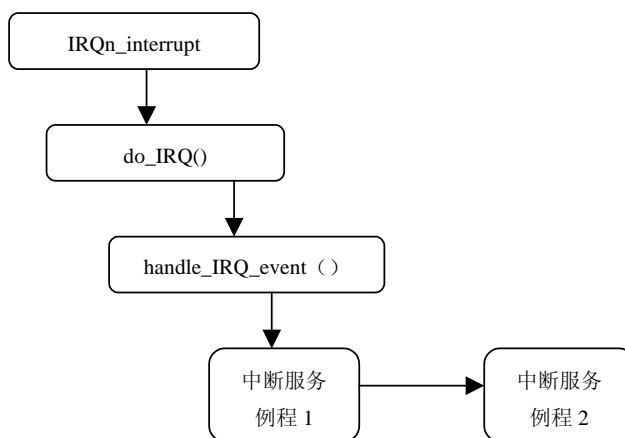 IRQn_interrupt
do_IRQ()
handle_IRQ_event（）
中断服务
例程 1
中断服务
例程 2